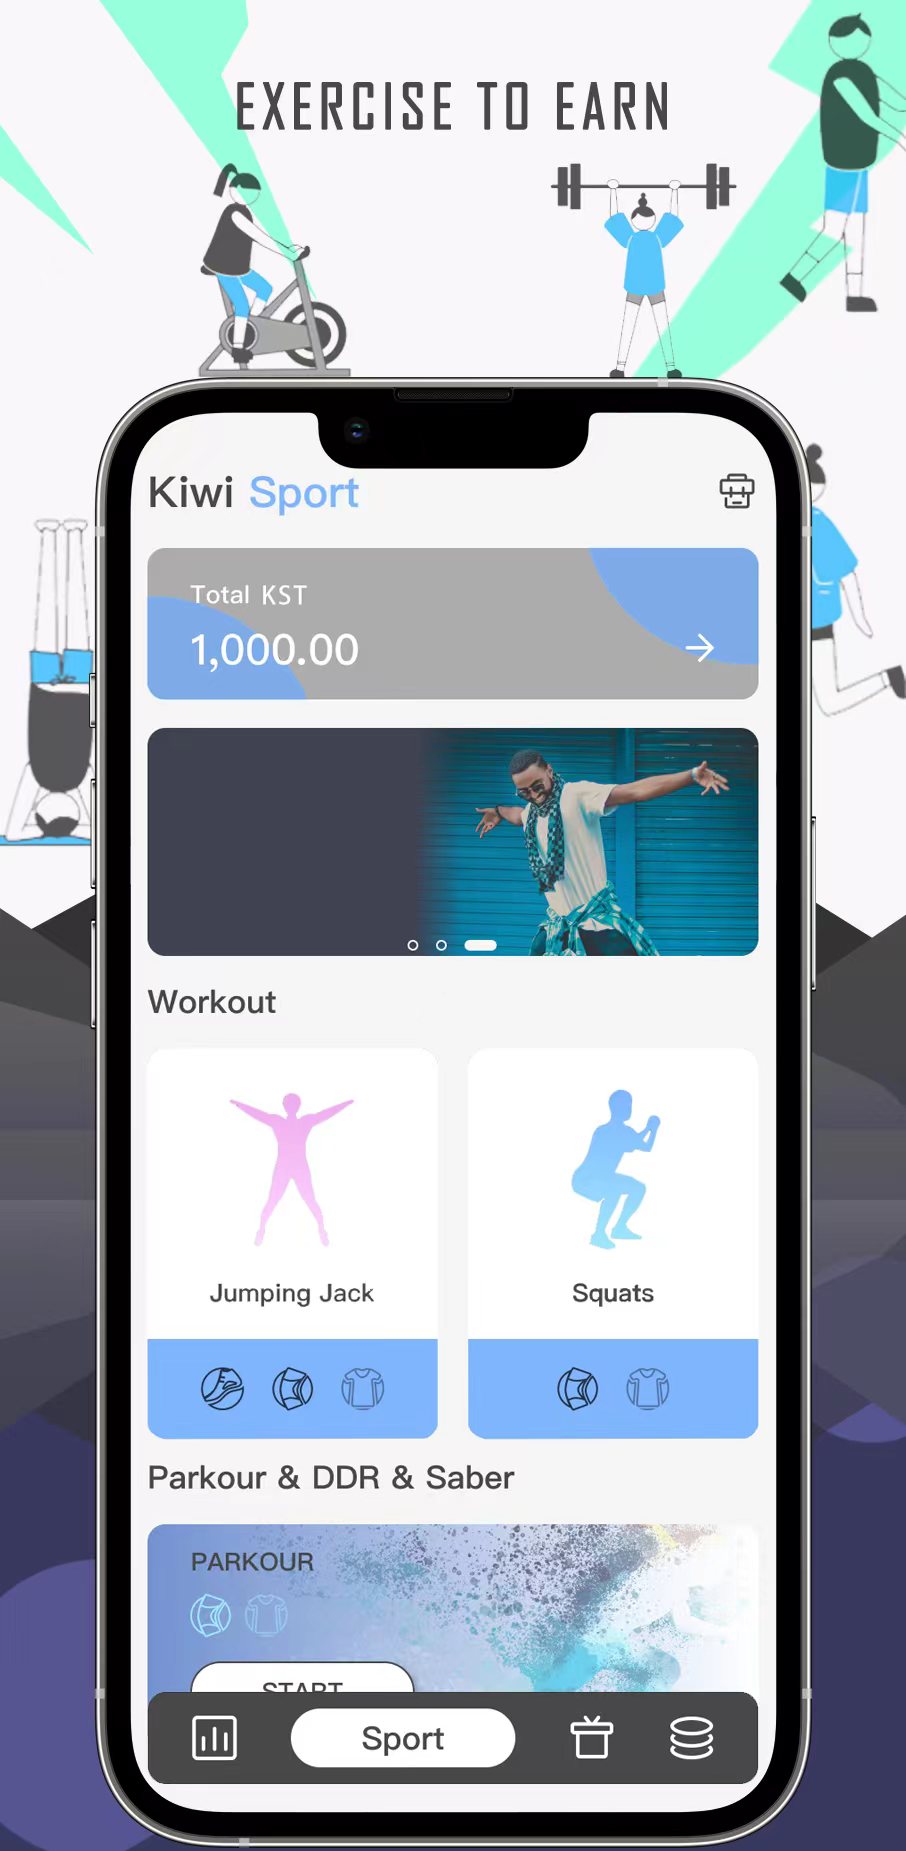 EXERCISE TO EARN
Kiwi Sport
Total KST
1,000.00
Workout
Jumping Jack
Squats
Parkour & DDR & Saber
PARKOUR
START
Sport